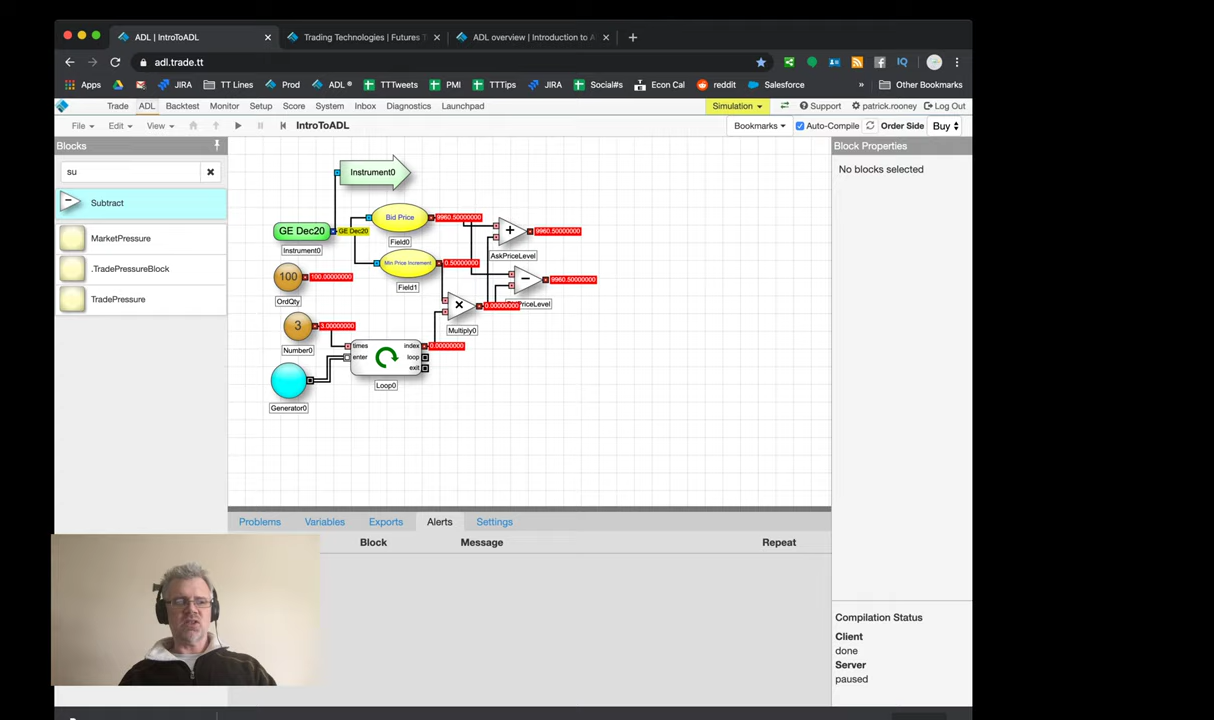 ADL | IntroToADL
Trading Technologies | Futures T
ADL overview | Introduction to A
adl.trade.tt
Apps
JIRA
TT Lines
Prod
ADL ®
TTTweets
PMI
TTTips
JIRA
Social#s
Econ Cal
reddit
Salesforce
Other Bookmarks
Trade ADL Backtest Monitor Setup Score System Inbox Diagnostics Launchpad
Simulation
Support
patrick.rooney
Log Out
File Edit View
IntroToADL
Bookmarks
Auto-Compile
Order Side
Buy
Blocks
Block Properties
su
No blocks selected
Subtract
MarketPressure
.TradePressureBlock
TradePressure
Instrument0
Bid Price
9960.50000000
Field0
GE Dec20
GE Dec20
Instrument0
9960.50000000
AskPriceLevel
Min Price Increment
0.50000000
Field1
100
100.00000000
OrdQty
9960.50000000
PriceLevel
0.00000000
Multiply0
3
3.00000000
Number0
times
index
0.00000000
enter
loop
exit
Loop0
Generator0
Problems Variables Exports Alerts Settings
Block Message Repeat
Compilation Status
Client
done
Server
paused